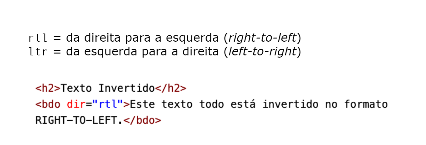 rtl = da direita para a esquerda (right-to-left)
ltr = da esquerda para a direita (left-to-right)
<h2>Texto Invertido</h2>
<bdo dir="rtl">Este texto todo está invertido no formato
RIGHT-TO-LEFT.</bdo>